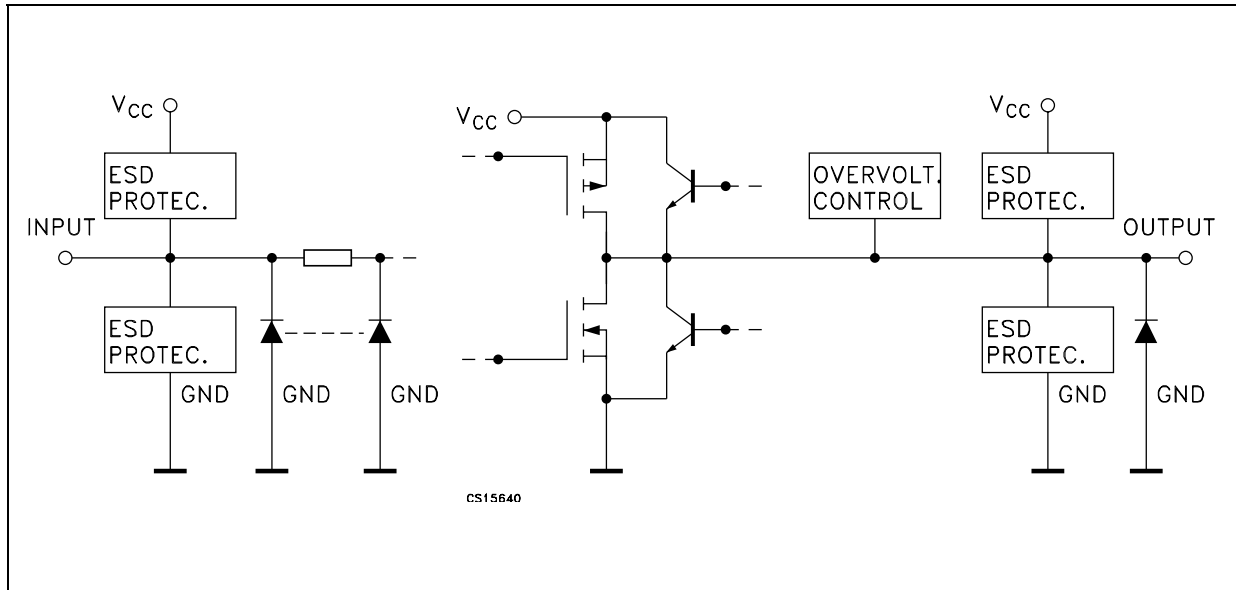 VCC
ESD
PROTEC.
INPUT
ESD
PROTEC.
GND
GND
GND
VCC
OVERVOLT.
CONTROL
VCC
ESD
PROTEC.
OUTPUT
ESD
PROTEC.
GND
GND
CS15640